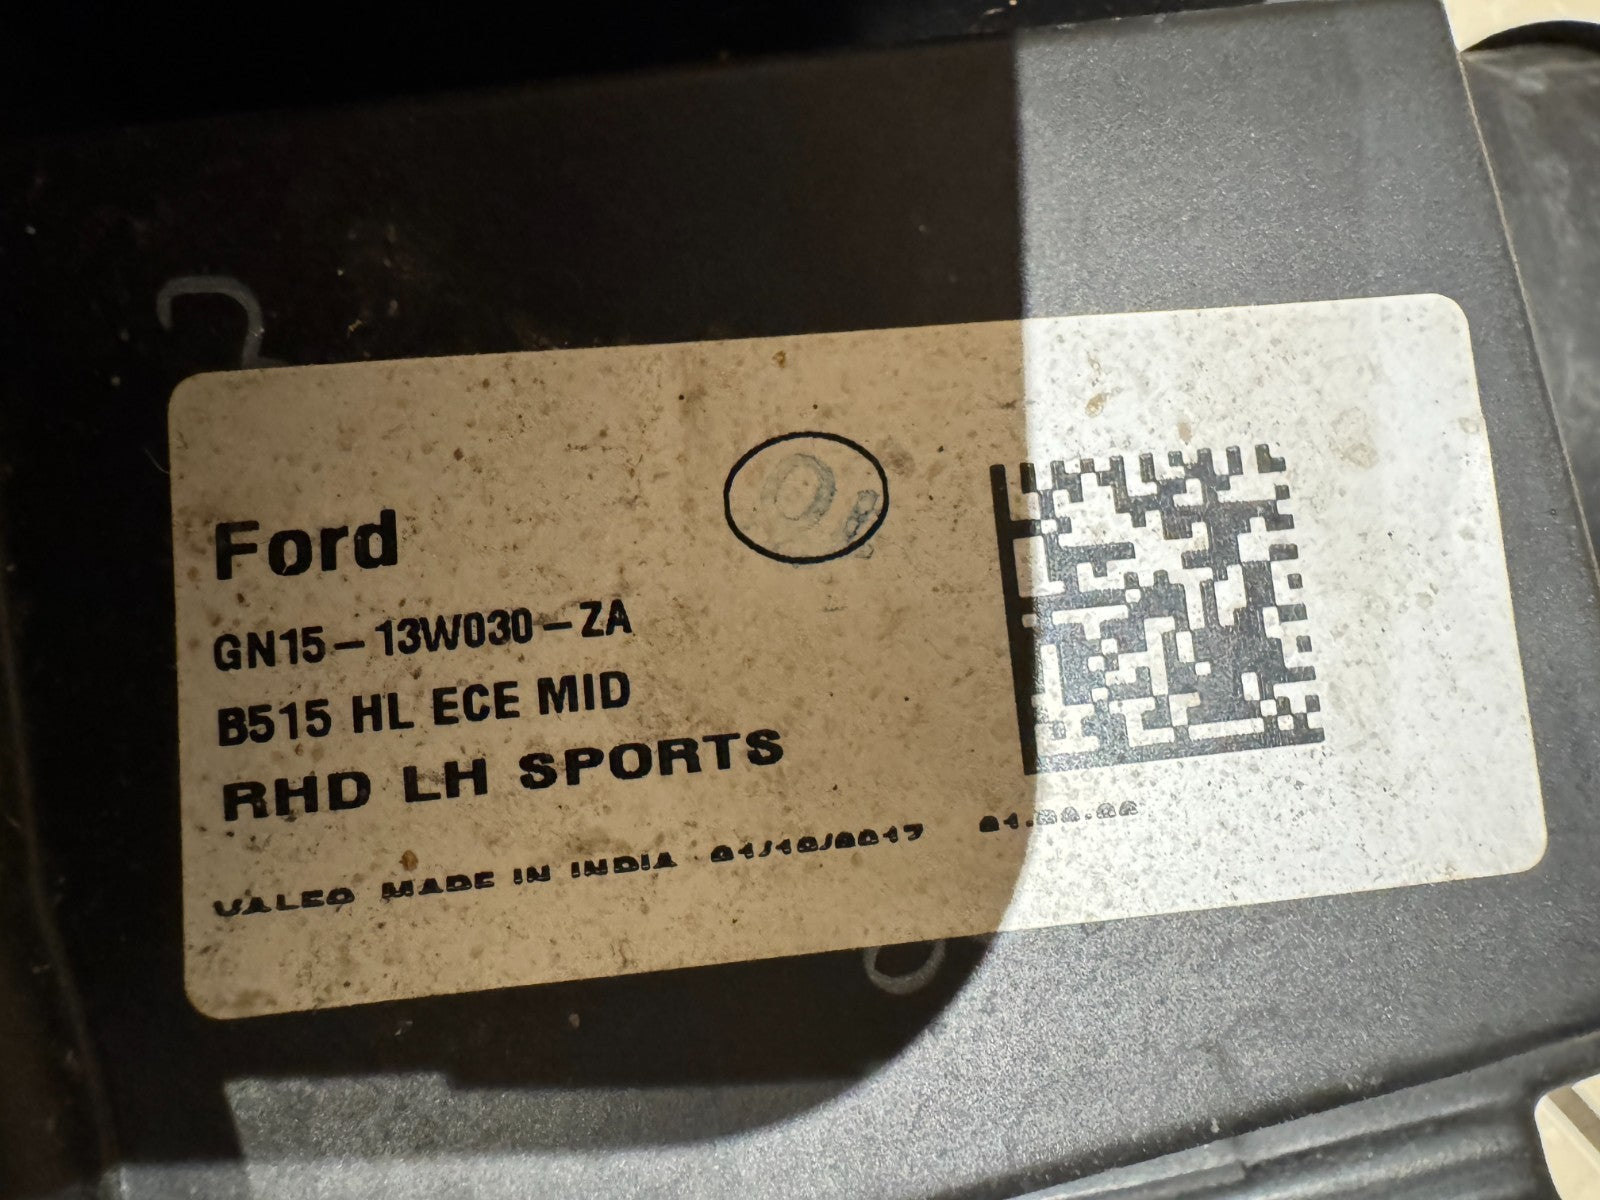 Ford
GN15-13W030-ZA
B515 HL ECE MID
RHD LH SPORTS
VALEO MADE IN INDIA